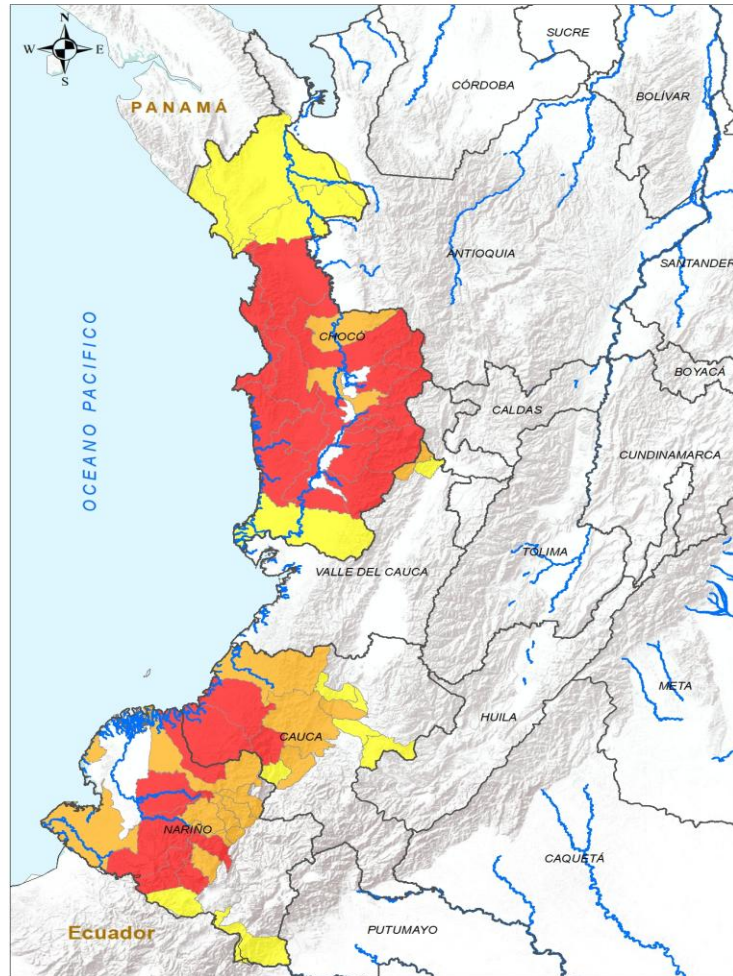 N
SUCRE
W E
S
CÓRDOBA
PANAMÁ
BOLÍVAR
ANTIOQUIA
SANTANDER
OCEANO PACIFICO
CHOCÓ
BOYACÁ
CALDAS
CUNDINAMARCA
TOLIMA
VALLE DEL CAUCA
META
HUILA
CAUCA
NARIÑO
CAQUETÁ
Ecuador
PUTUMAYO